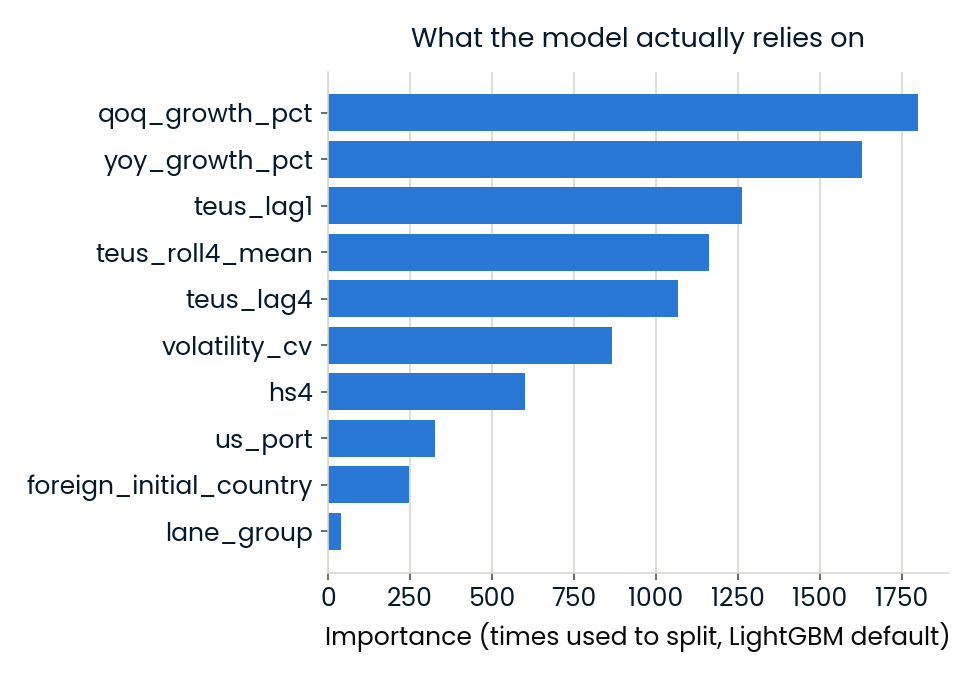 What the model actually relies on
qoq_growth_pct
yoy_growth_pct
teus_lag1
teus_roll4_mean
teus_lag4
volatility_cv
hs4
us_port
foreign_initial_country
lane_group
0 250 500 750 1000 1250 1500 1750
Importance (times used to split, LightGBM default)